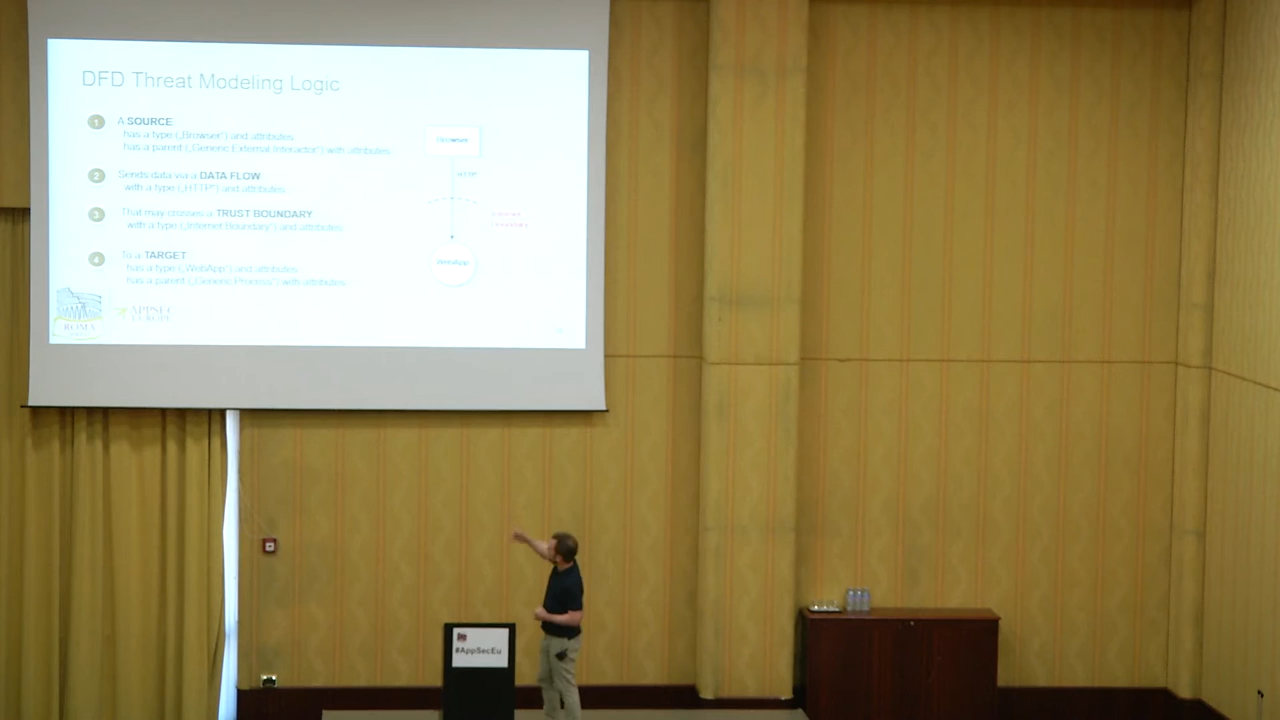 DFD Threat Modeling Logic
1 A SOURCE
has a type („Browser“) and attributes
has a parent („Generic External Interactor“) with attributes
2 Sends data via a DATA FLOW
with a type („HTTP“) and attributes
3 That may crosses a TRUST BOUNDARY
with a type („Internet Boundary“) and attributes
4 To a TARGET
has a type („WebApp“) and attributes
has a parent („Generic Process“) with attributes
Browser
HTTP
WebApp
ROMA
APPSEC
EUROPE
#AppSecEu